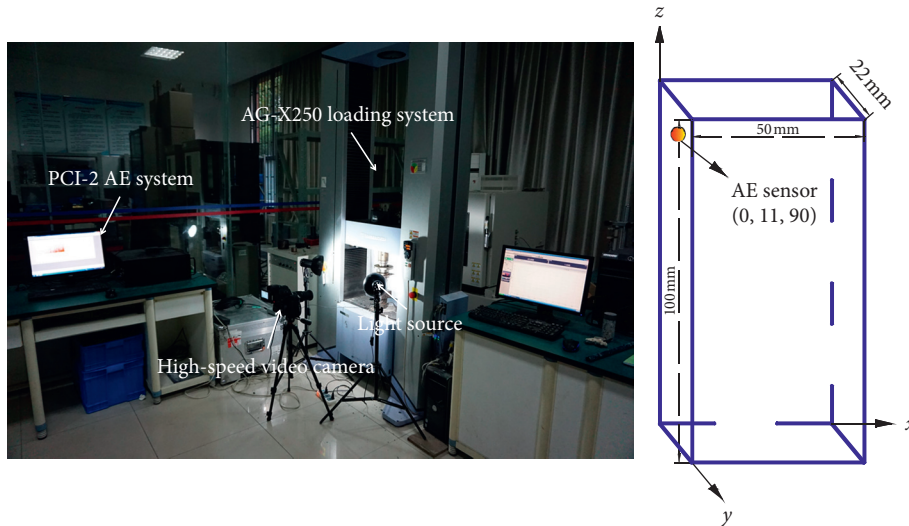 AG-X250 loading system
PCI-2 AE system
Light source
High-speed video camera
z
22 mm
50 mm
AE sensor
(0, 11, 90)
100 mm
x
y